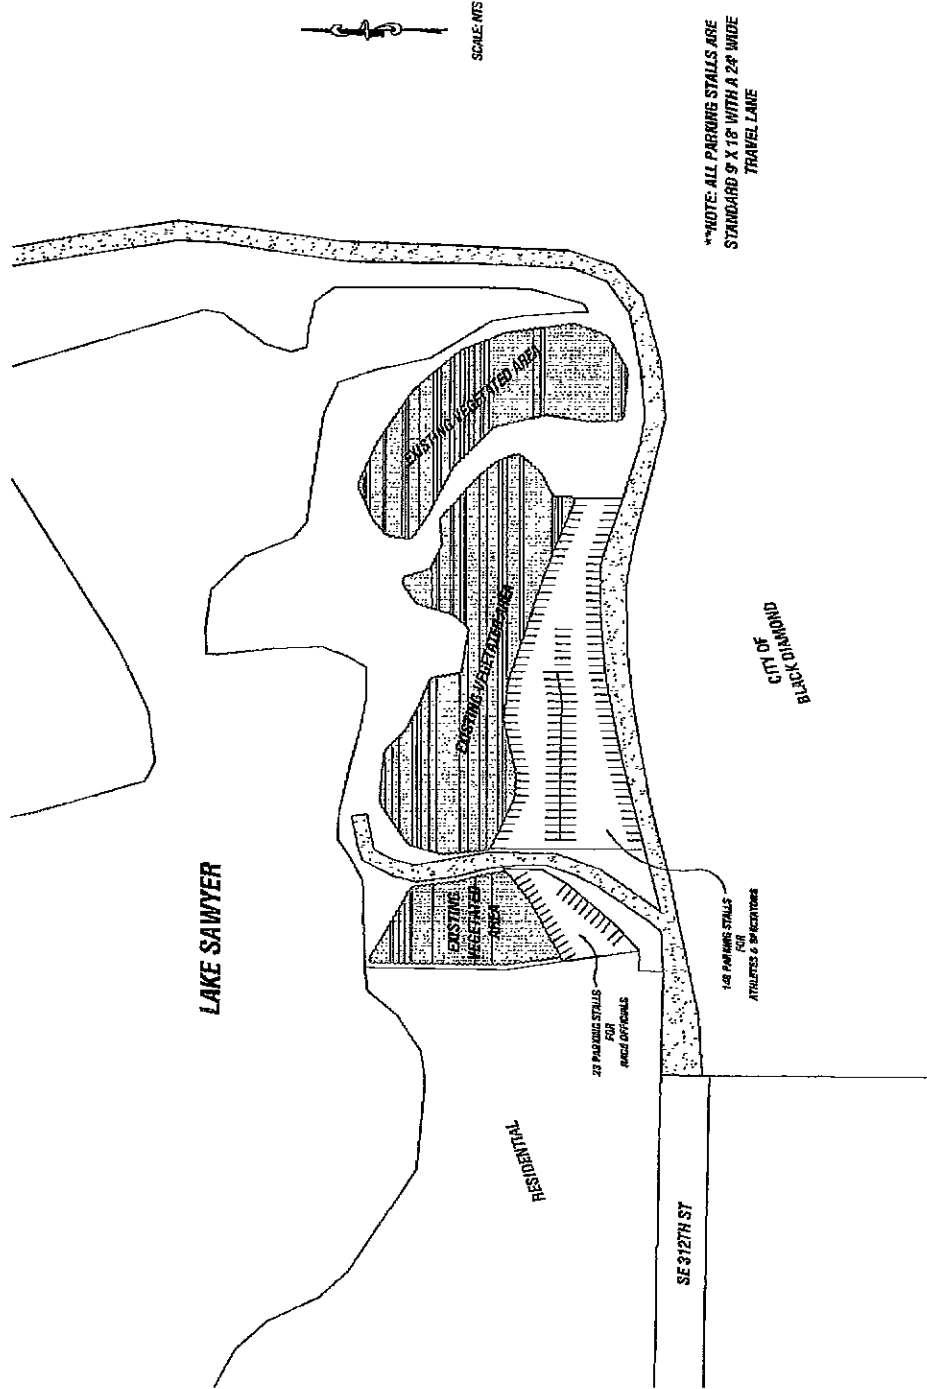 SCALE: NTS
**NOTE: ALL PARKING STALLS ARE
STANDARD 9' X 18' WITH A 24' WIDE
TRAVEL LANE
EXISTING VEGETATED AREA
EXISTING VEGETATED AREA
EXISTING
VEGETATED
AREA
LAKE SAWYER
CITY OF
BLACK DIAMOND
148 PARKING STALLS
FOR
ATHLETES & SPECTATORS
23 PARKING STALLS
FOR
RACE OFFICIALS
RESIDENTIAL
SE 312TH ST